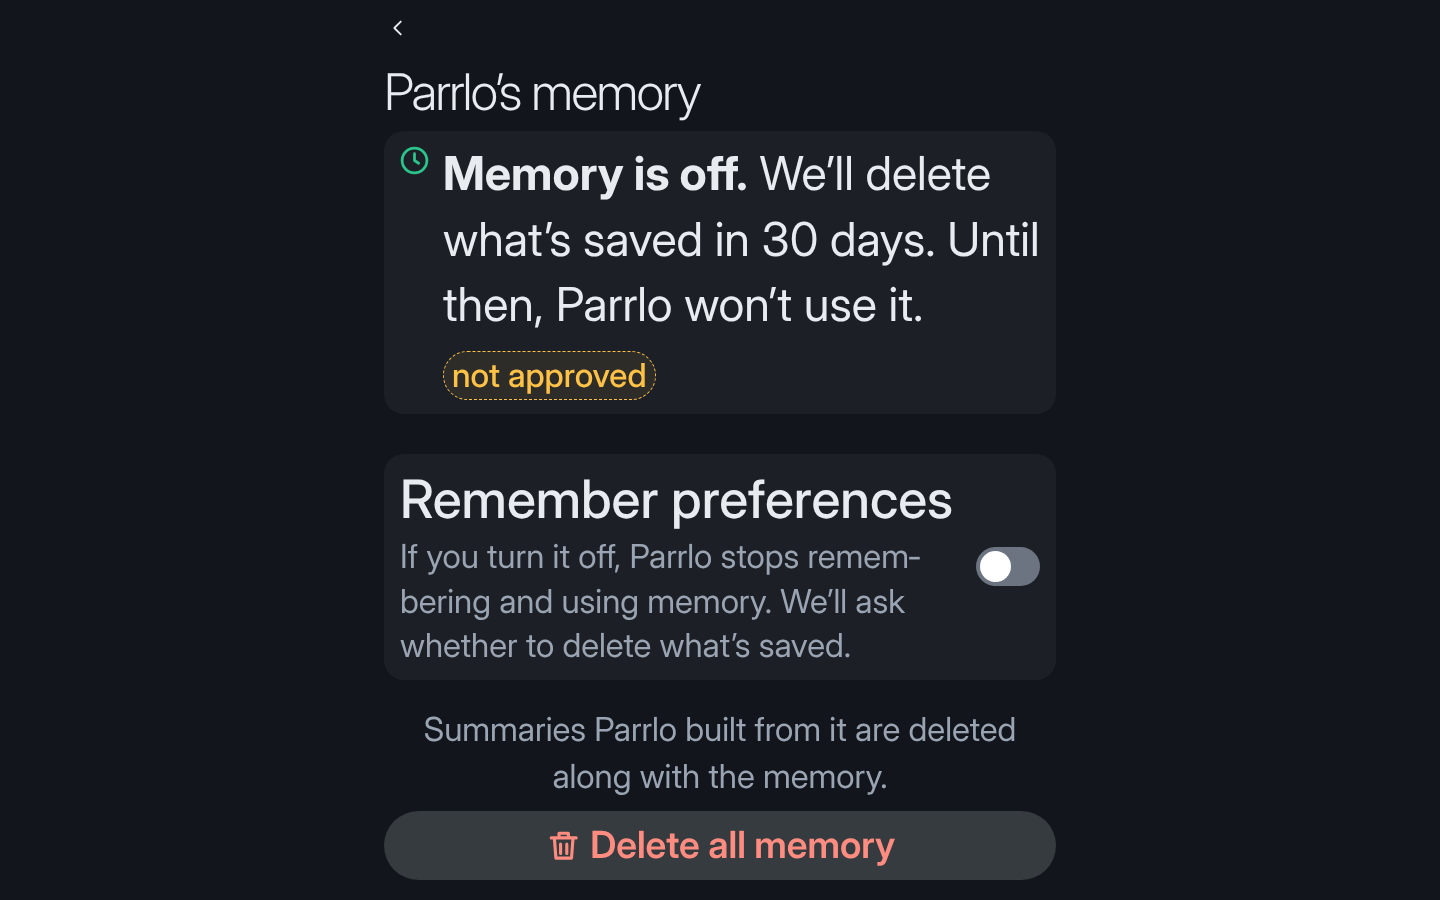 Parrlo’s memory
Memory is off. We’ll delete
what’s saved in 30 days. Until
then, Parrlo won’t use it.
not approved
Remember preferences
If you turn it off, Parrlo stops remem-
bering and using memory. We’ll ask
whether to delete what’s saved.
Summaries Parrlo built from it are deleted
along with the memory.
Delete all memory